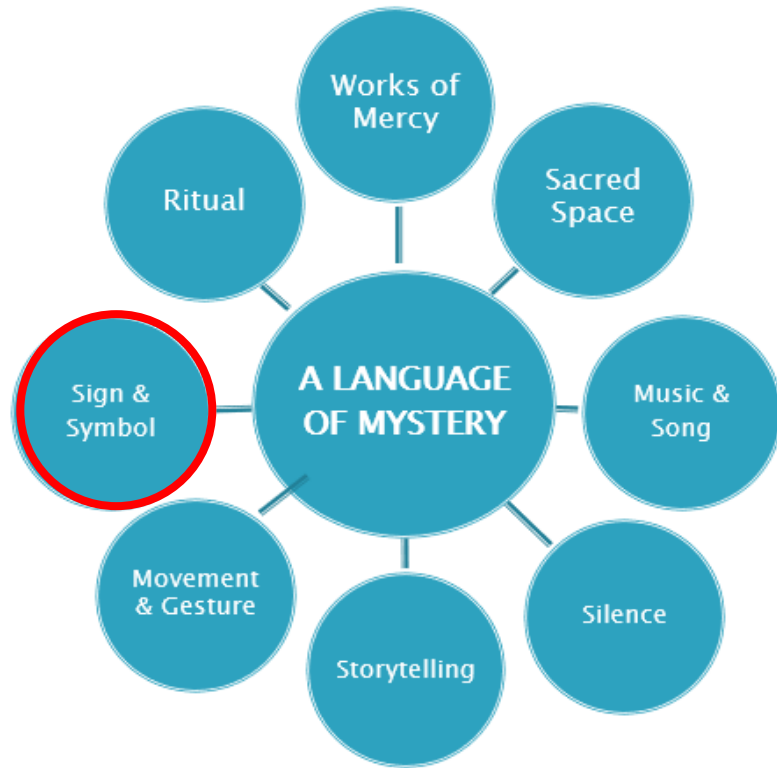 Works of
Mercy
Sacred
Space
Ritual
A LANGUAGE
OF MYSTERY
Sign &
Symbol
Music &
Song
Movement
& Gesture
Silence
Storytelling